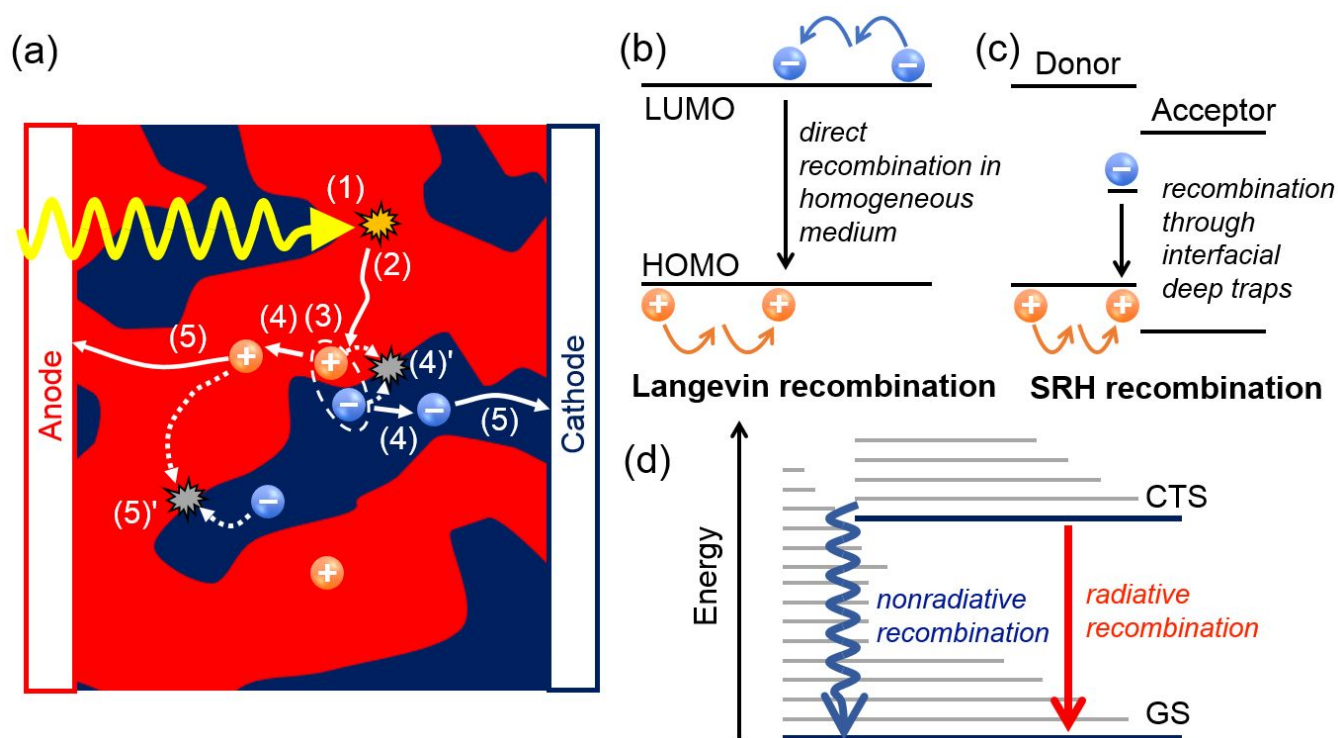 (a)
Anode
Cathode
(1)
(2)
(3)
(4)
(5)
+
(4)'
−
−
(4)
(5)
(5)'
−
+
+
(b)
−
−
LUMO
direct
recombination in
homogeneous
medium
HOMO
+
+
Langevin recombination
(c)
Donor
Acceptor
−
recombination
through
interfacial
deep traps
+
+
SRH recombination
(d)
Energy
CTS
nonradiative
recombination
radiative
recombination
GS